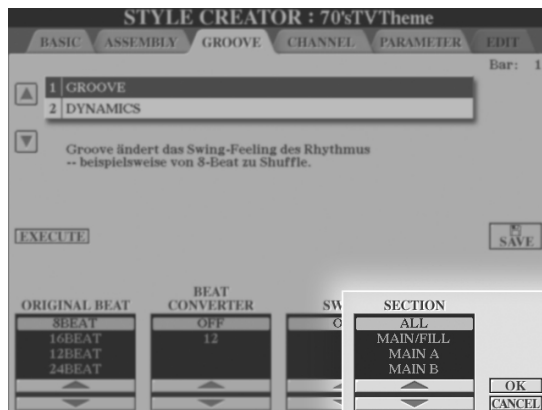 STYLE CREATOR : 70'sTVTheme
BASIC ASSEMBLY GROOVE CHANNEL PARAMETER EDIT
Bar: 1
1 GROOVE
2 DYNAMICS
Groove ändert das Swing-Feeling des Rhythmus
-- beispielsweise von 8-Beat zu Shuffle.
EXECUTE
SAVE
ORIGINAL BEAT
8BEAT
16BEAT
12BEAT
24BEAT
BEAT
CONVERTER
OFF
12
SW
O
SECTION
ALL
MAIN/FILL
MAIN A
MAIN B
OK
CANCEL